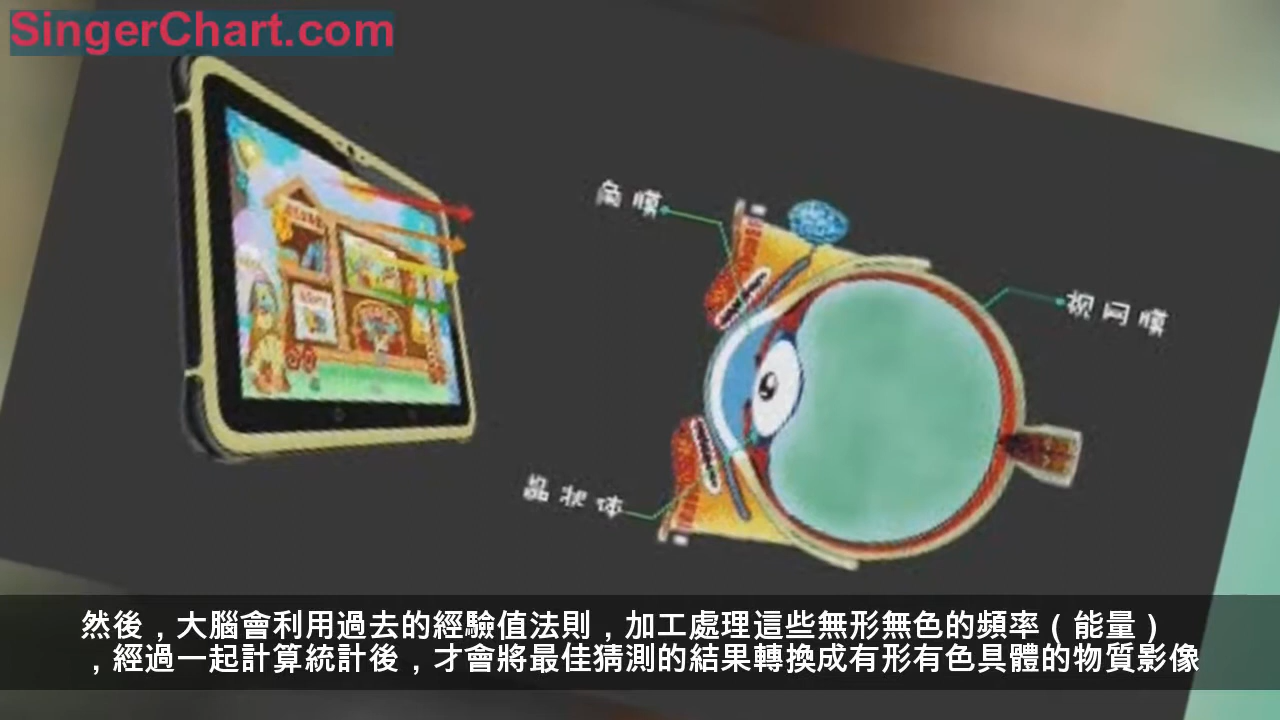 SingerChart.com
角膜
视网膜
晶状体
然後，大腦會利用過去的經驗值法則，加工處理這些無形無色的頻率（能量）
，經過一起計算統計後，才會將最佳猜測的結果轉換成有形有色具體的物質影像